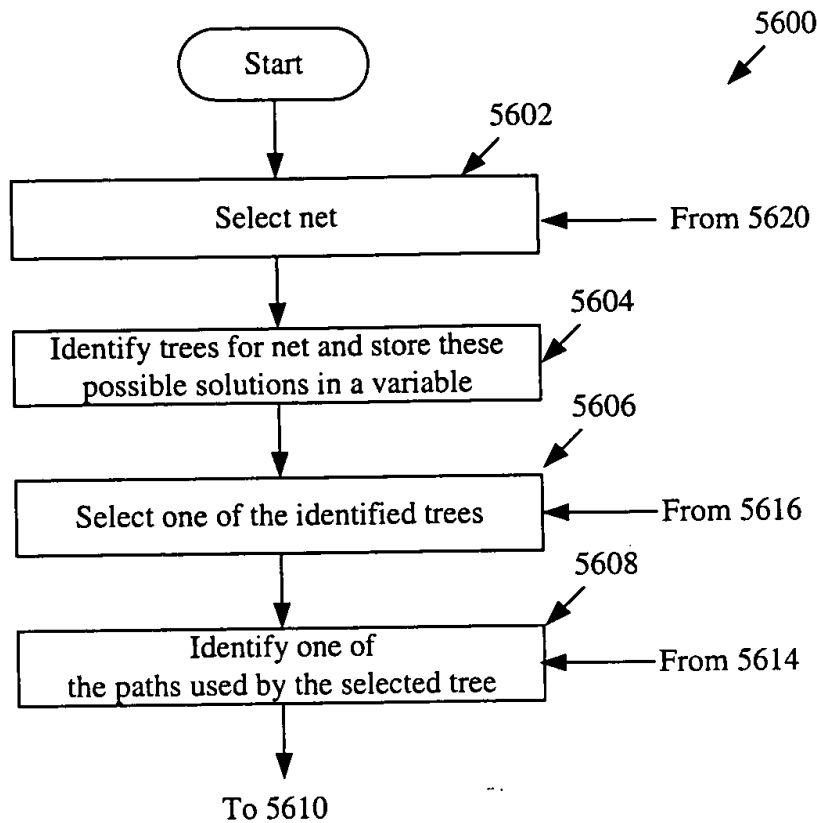 5600
Start
5602
Select net
From 5620
5604
Identify trees for net and store these
possible solutions in a variable
5606
Select one of the identified trees
From 5616
5608
Identify one of
the paths used by the selected tree
From 5614
To 5610